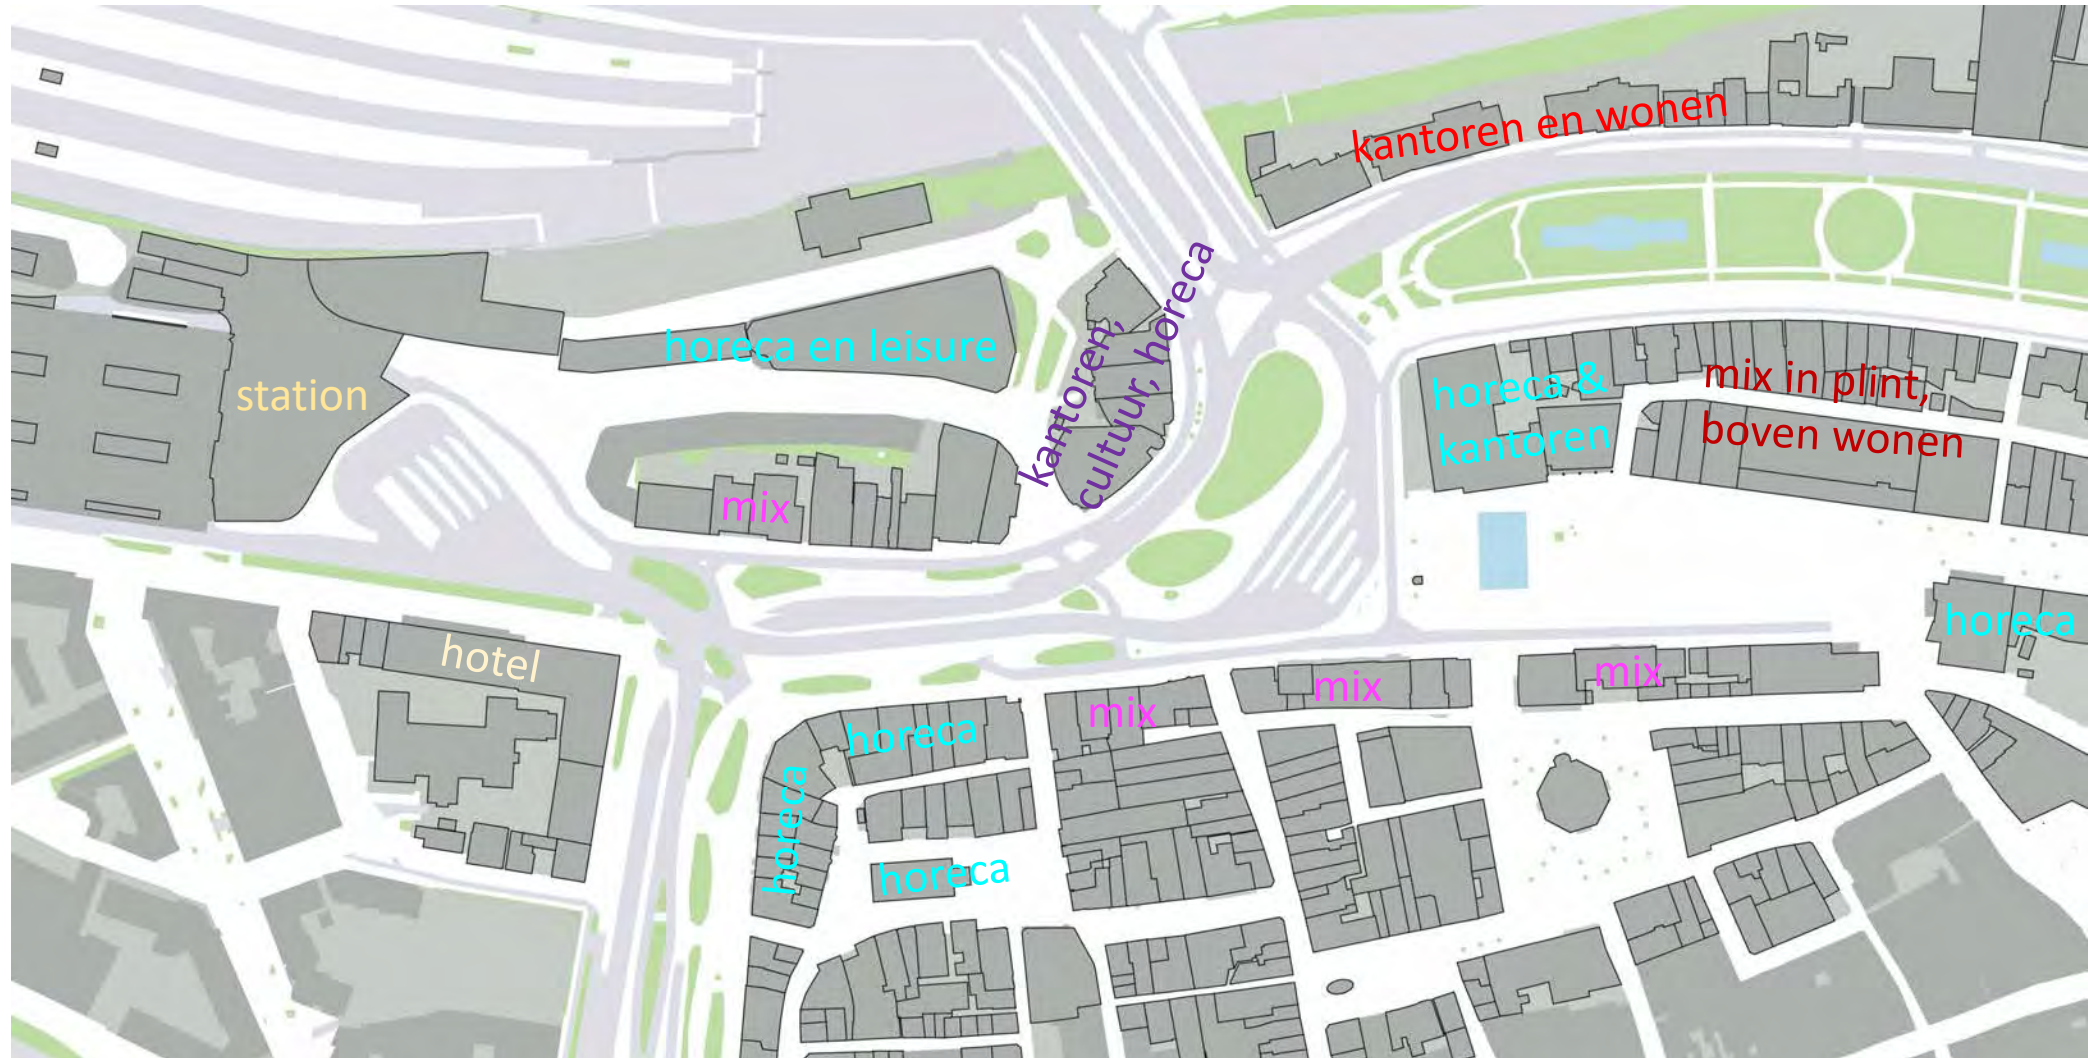 kantoren en wonen
kantoren,
cultuur, horeca
horeca en leisure
station
horeca &
kantoren
mix in plint,
boven wonen
mix
horeca
hotel
mix
mix
mix
horeca
horeca
horeca